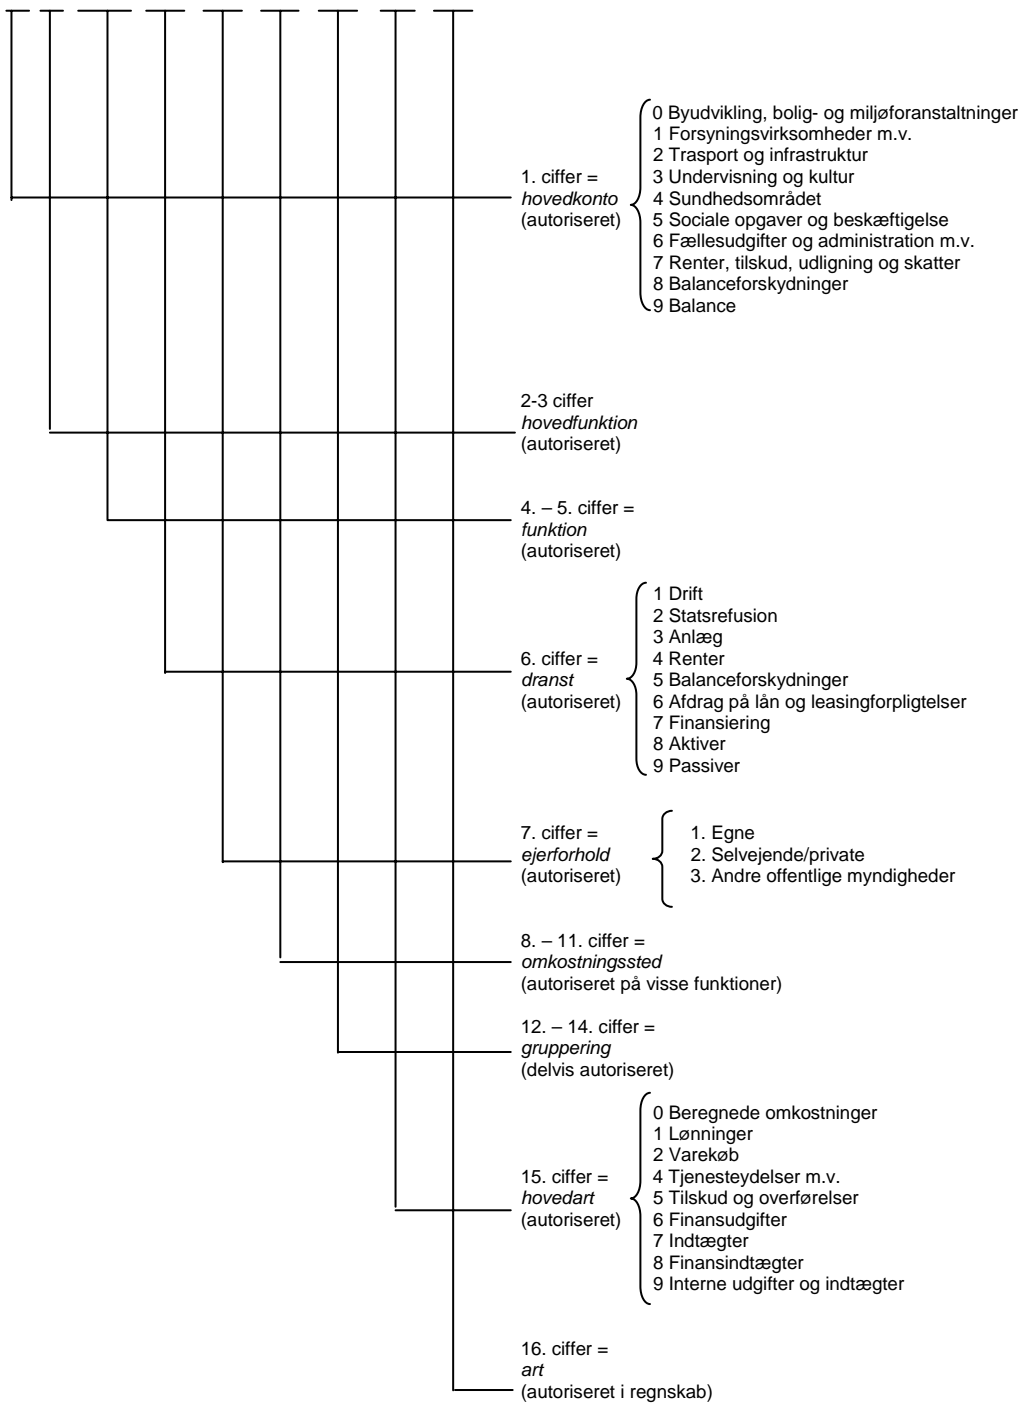 0 Byudvikling, bolig- og miljøforanstaltninger
1 Forsyningsvirksomheder m.v.
2 Trasport og infrastruktur
3 Undervisning og kultur
4 Sundhedsområdet
5 Sociale opgaver og beskæftigelse
6 Fællesudgifter og administration m.v.
7 Renter, tilskud, udligning og skatter
8 Balanceforskydninger
9 Balance
1. ciffer =
hovedkonto
(autoriseret)
2-3 ciffer
hovedfunktion
(autoriseret)
4. – 5. ciffer =
funktion
(autoriseret)
1 Drift
2 Statsrefusion
3 Anlæg
4 Renter
5 Balanceforskydninger
6 Afdrag på lån og leasingforpligtelser
7 Finansiering
8 Aktiver
9 Passiver
6. ciffer =
dranst
(autoriseret)
7. ciffer =
ejerforhold
(autoriseret)
1. Egne
2. Selvejende/private
3. Andre offentlige myndigheder
8. – 11. ciffer =
omkostningssted
(autoriseret på visse funktioner)
12. – 14. ciffer =
gruppering
(delvis autoriseret)
0 Beregnede omkostninger
1 Lønninger
2 Varekøb
4 Tjenesteydelser m.v.
5 Tilskud og overførelser
6 Finansudgifter
7 Indtægter
8 Finansindtægter
9 Interne udgifter og indtægter
15. ciffer =
hovedart
(autoriseret)
16. ciffer =
art
(autoriseret i regnskab)